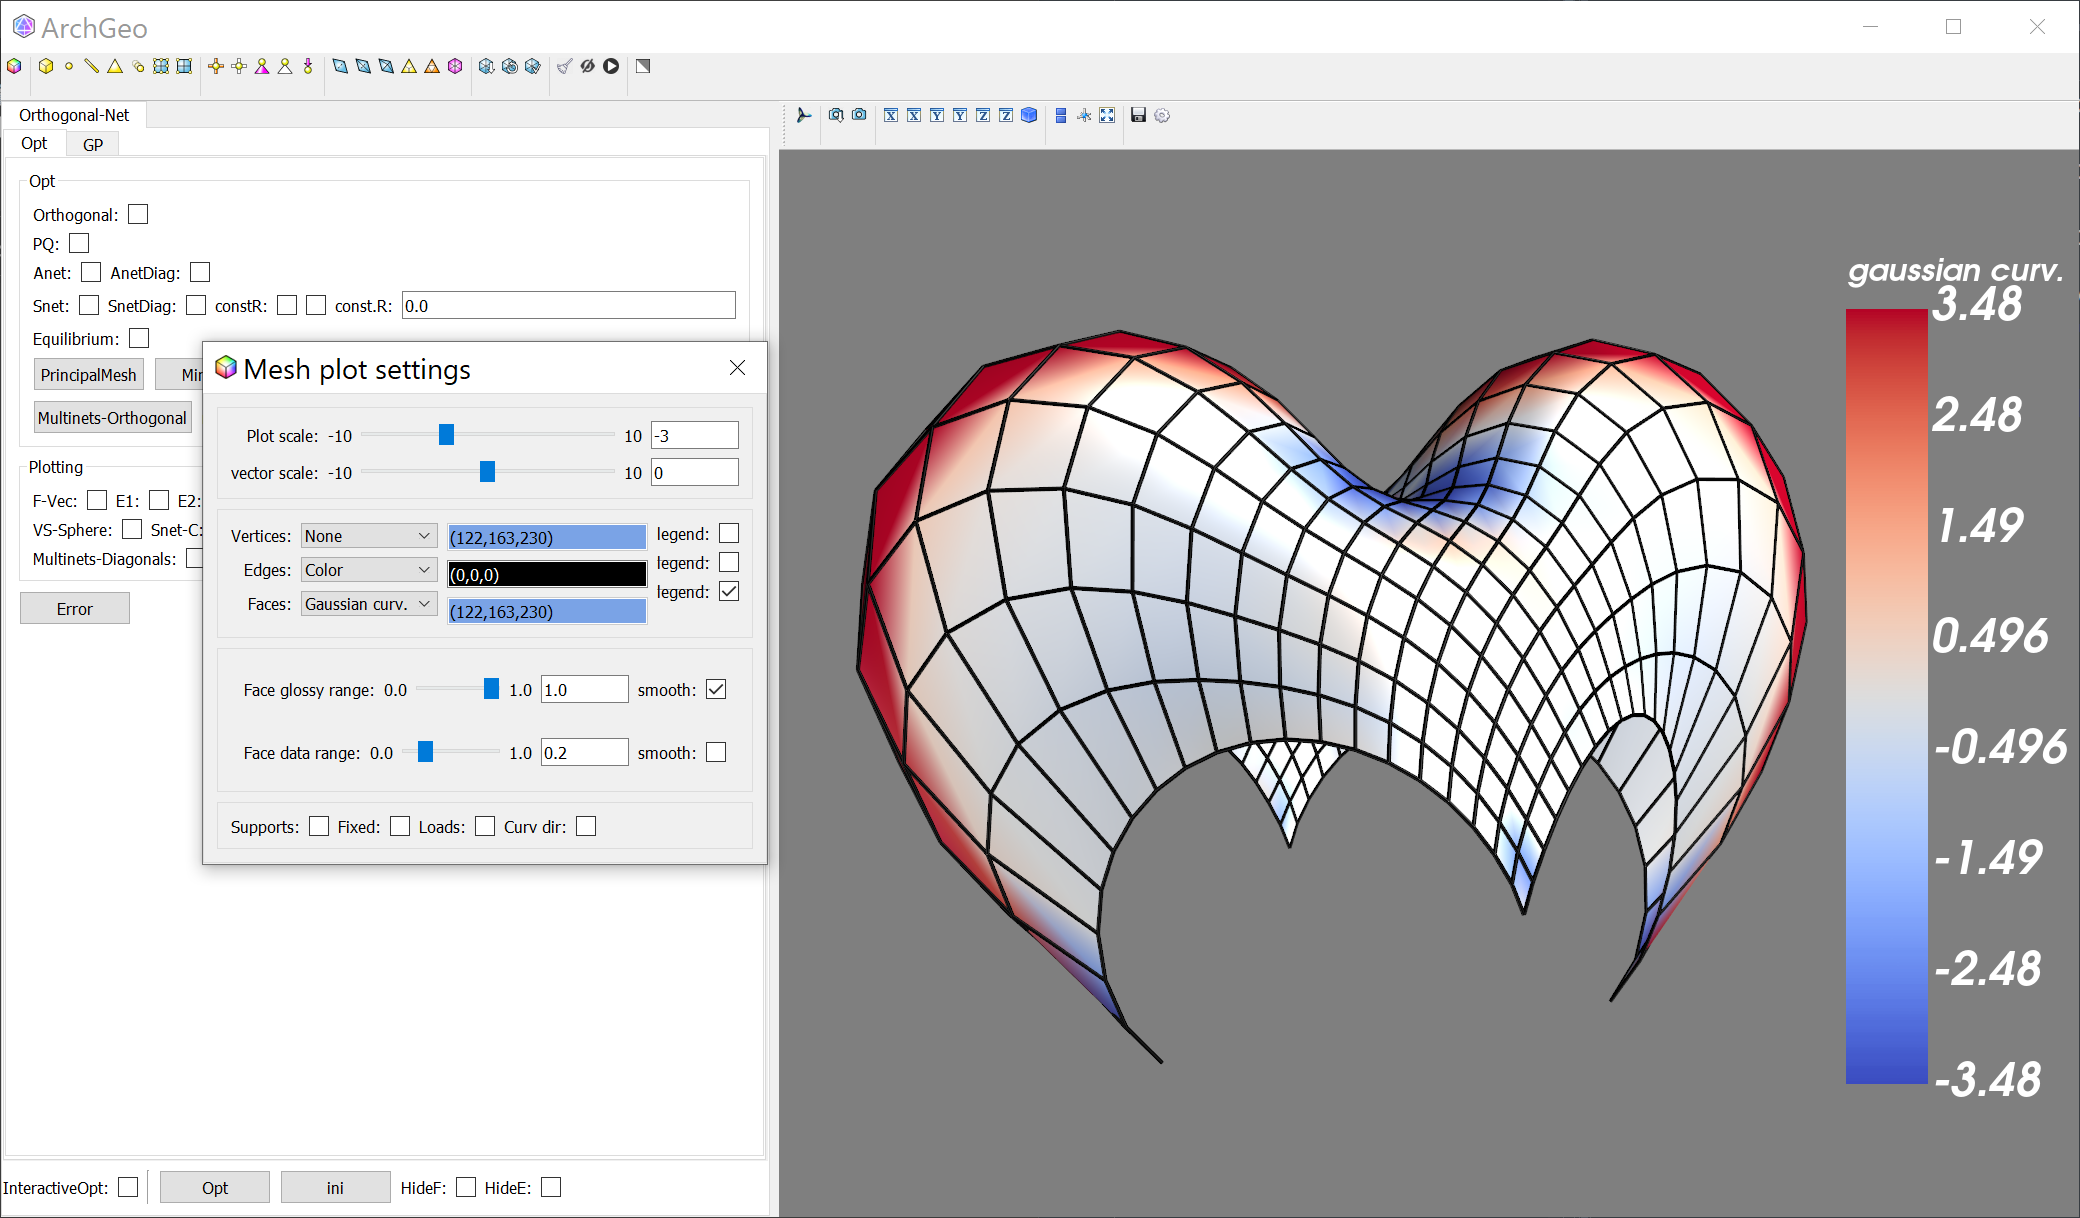 ArchGeo
Orthogonal-Net
Opt GP
Opt
Orthogonal:
PQ:
Anet: AnetDiag:
Snet: SnetDiag: constR: const.R: 0.0
Equilibrium:
PrincipalMesh
Multinets-Orthogonal
Plotting
F-Vec: E1: E2:
VS-Sphere: Snet-C:
Multinets-Diagonals:
Error
Mesh plot settings
Plot scale: -10 10 -3
vector scale: -10 10 0
Vertices: None (122,163,230) legend:
Edges: Color (0,0,0) legend:
Faces: Gaussian curv. (122,163,230) legend:
Face glossy range: 0.0 1.0 1.0 smooth:
Face data range: 0.0 1.0 0.2 smooth:
Supports: Fixed: Loads: Curv dir:
InteractiveOpt: Opt ini HideF: HideE:
X X Y Y Z Z
gaussian curv.
3.48
2.48
1.49
0.496
-0.496
-1.49
-2.48
-3.48